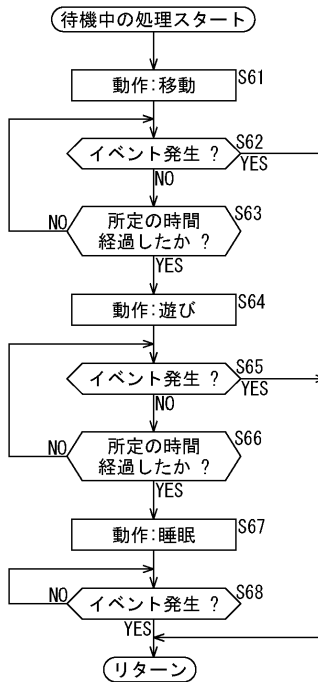 待機中の処理スタート
動作:移動 S61
イベント発生 ? S62
YES
NO
所定の時間 S63
経過したか ?
NO
YES
動作:遊び S64
イベント発生 ? S65
YES
NO
所定の時間 S66
経過したか ?
NO
YES
動作:睡眠 S67
イベント発生 ? S68
NO
YES
リターン